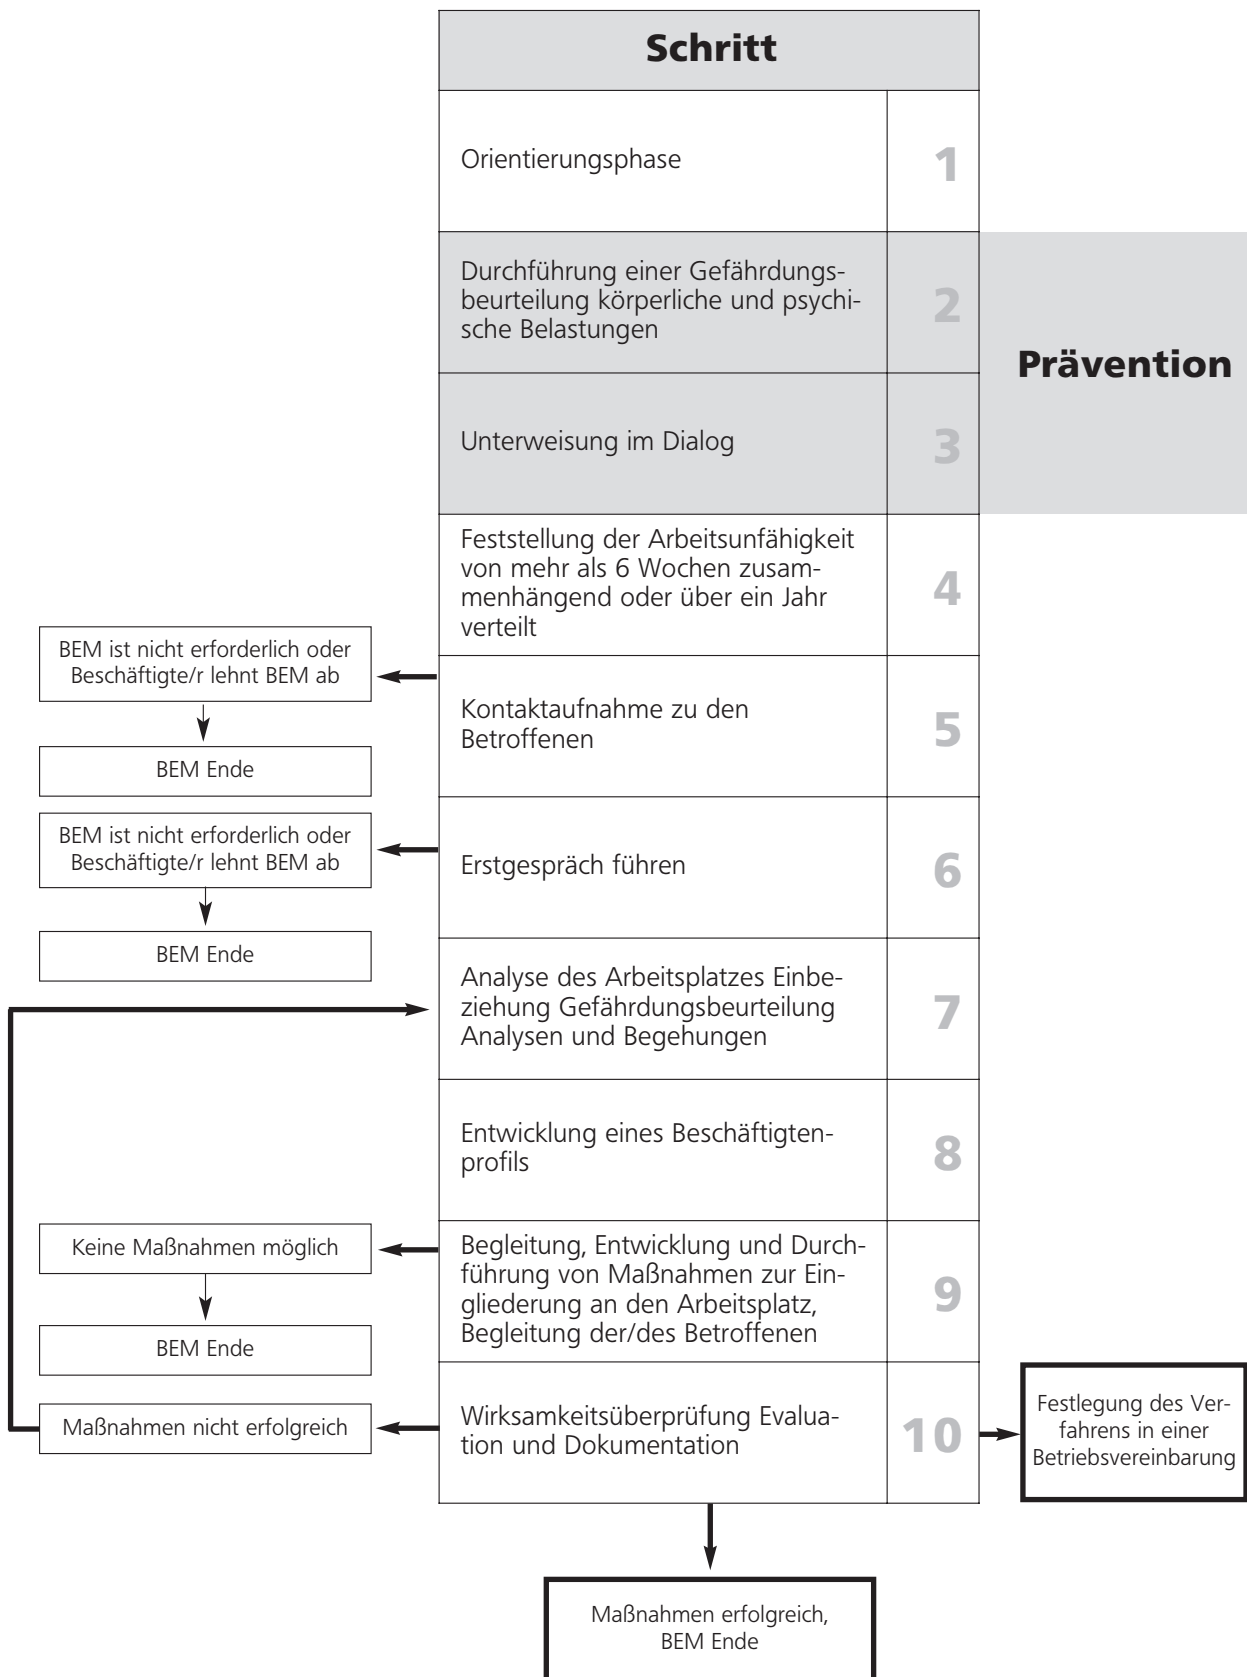 Schritt
Orientierungsphase
1
Durchführung einer Gefährdungs-
beurteilung körperliche und psychi-
sche Belastungen
2
Prävention
Unterweisung im Dialog
3
Feststellung der Arbeitsunfähigkeit
von mehr als 6 Wochen zusam-
menhängend oder über ein Jahr
verteilt
4
BEM ist nicht erforderlich oder
Beschäftigte/r lehnt BEM ab
BEM Ende
Kontaktaufnahme zu den
Betroffenen
5
BEM ist nicht erforderlich oder
Beschäftigte/r lehnt BEM ab
BEM Ende
Erstgespräch führen
6
Analyse des Arbeitsplatzes Einbe-
ziehung Gefährdungsbeurteilung
Analysen und Begehungen
7
Entwicklung eines Beschäftigten-
profils
8
Keine Maßnahmen möglich
BEM Ende
Begleitung, Entwicklung und Durch-
führung von Maßnahmen zur Ein-
gliederung an den Arbeitsplatz,
Begleitung der/des Betroffenen
9
Maßnahmen nicht erfolgreich
Wirksamkeitsüberprüfung Evalua-
tion und Dokumentation
10
Festlegung des Ver-
fahrens in einer
Betriebsvereinbarung
Maßnahmen erfolgreich,
BEM Ende